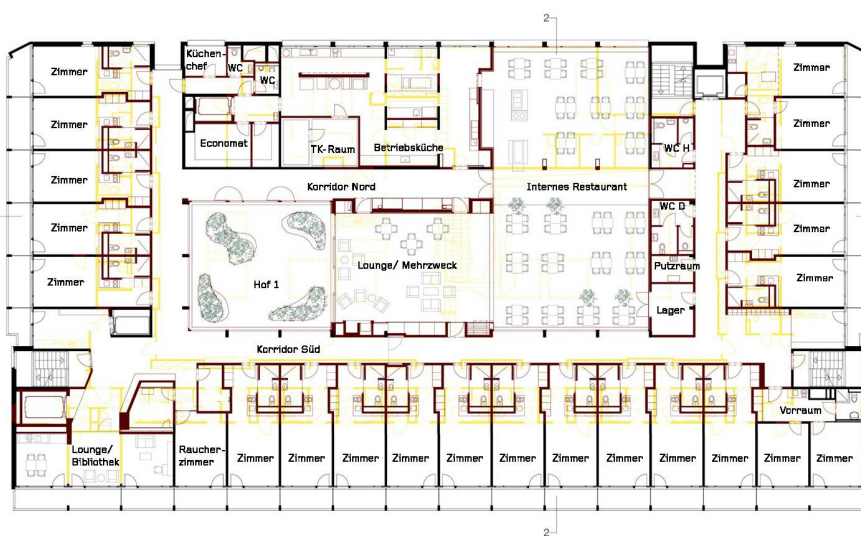 2
Küchen-
chef
WC
WC
Zimmer
Zimmer
Zimmer
Zimmer
Economat
TK-Raum
Betriebsküche
WC H
Zimmer
Zimmer
Korridor Nord
Internes Restaurant
Zimmer
Zimmer
WC D
Zimmer
Zimmer
Hof 1
Lounge/ Mehrzweck
Putzraum
Zimmer
Zimmer
Lager
Korridor Süd
Vorraum
Lounge/
Bibliothek
Raucher-
zimmer
Zimmer
Zimmer
Zimmer
Zimmer
Zimmer
Zimmer
Zimmer
Zimmer
Zimmer
Zimmer
Zimmer
Zimmer
2